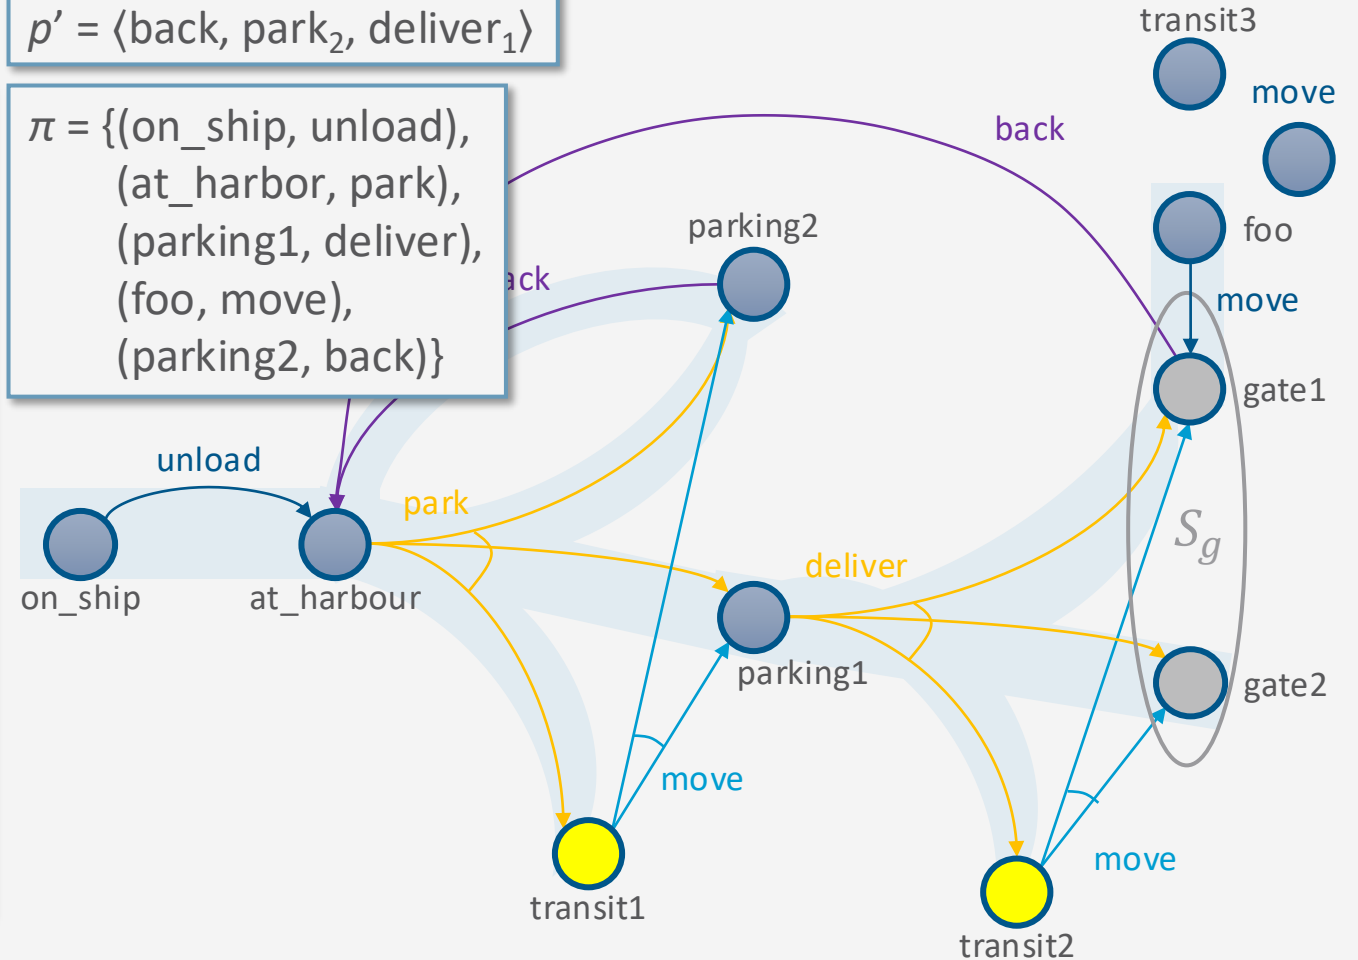 p’ = ⟨back, park₂, deliver₁⟩
π = {(on_ship, unload),
(at_harbor, park),
(parking1, deliver),
(foo, move),
(parking2, back)}
transit3
move
back
foo
parking2
ack
move
gate1
unload
park
S_g
deliver
on_ship
at_harbour
parking1
gate2
move
move
transit1
transit2